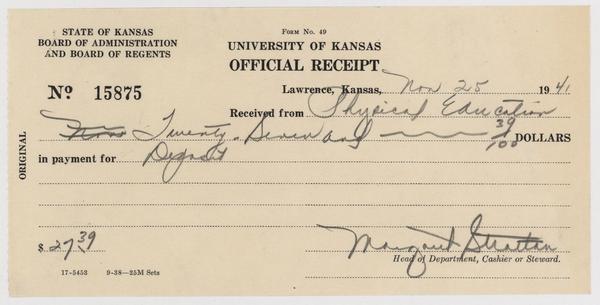 STATE OF KANSAS
BOARD OF ADMINISTRATION
AND BOARD OF REGENTS
Form No. 49
UNIVERSITY OF KANSAS
OFFICIAL RECEIPT
No 15875
Lawrence, Kansas, Nov 25 1941
Received from Physical Education
Twenty-Seven and 39/100 DOLLARS
in payment for Deposit
ORIGINAL
$ 27.39
Margaret Stratton
Head of Department, Cashier or Steward.
17-5453 9-38—25M Sets